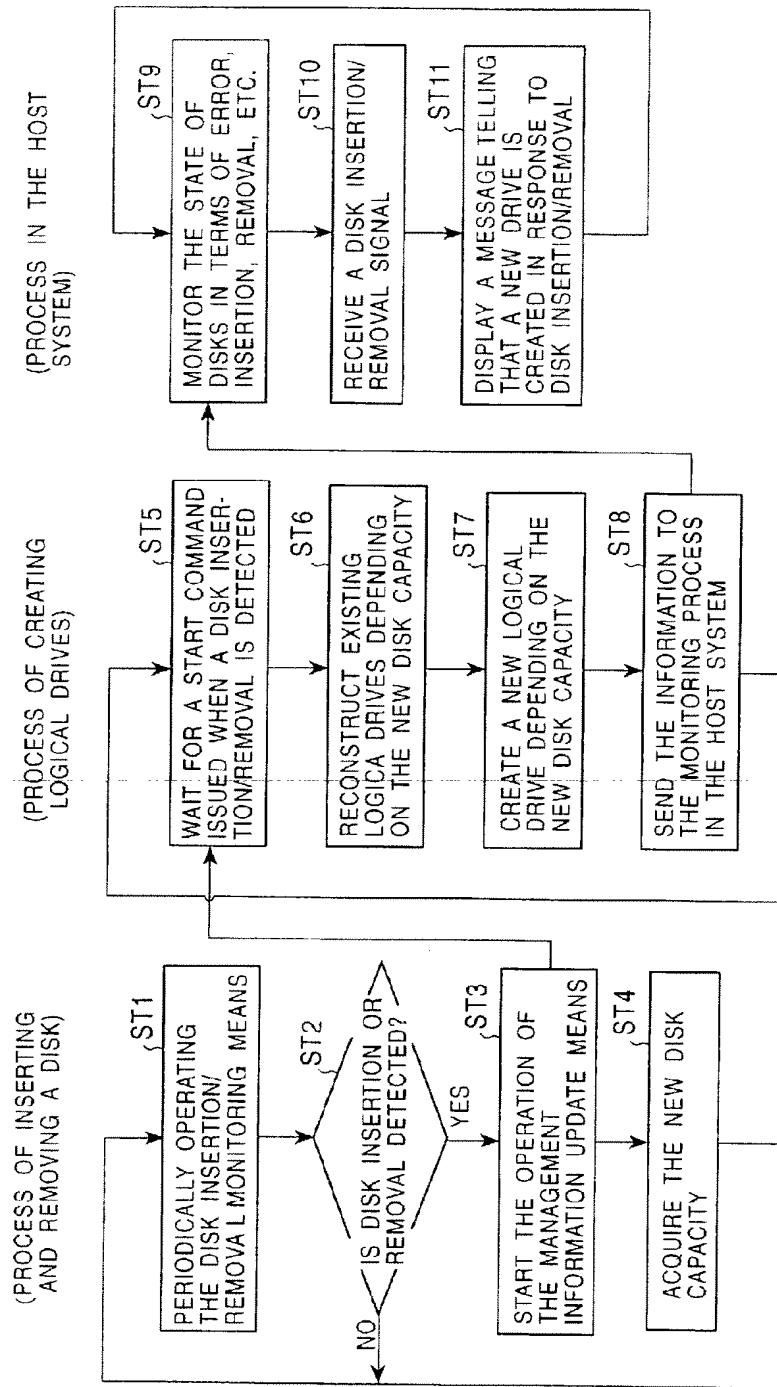 (PROCESS OF INSERTING
AND REMOVING A DISK)
ST1
PERIODICALLY OPERATING
THE DISK INSERTION/
REMOVAL MONITORING MEANS
ST2
IS DISK INSERTION OR
REMOVAL DETECTED?
NO
YES
ST3
START THE OPERATION OF
THE MANAGEMENT
INFORMATION UPDATE MEANS
ST4
ACQUIRE THE NEW DISK
CAPACITY
(PROCESS OF CREATING
LOGICAL DRIVES)
ST5
WAIT FOR A START COMMAND
ISSUED WHEN A DISK INSER-
TION/REMOVAL IS DETECTED
ST6
RECONSTRUCT EXISTING
LOGICA DRIVES DEPENDING
ON THE NEW DISK CAPACITY
ST7
CREATE A NEW LOGICAL
DRIVE DEPENDING ON THE
NEW DISK CAPACITY
ST8
SEND THE INFORMATION TO
THE MONITORING PROCESS
IN THE HOST SYSTEM
(PROCESS IN THE HOST
SYSTEM)
ST9
MONITOR THE STATE OF
DISKS IN TERMS OF ERROR,
INSERTION, REMOVAL, ETC.
ST10
RECEIVE A DISK INSERTION/
REMOVAL SIGNAL
ST11
DISPLAY A MESSAGE TELLING
THAT A NEW DRIVE IS
CREATED IN RESPONSE TO
DISK INSERTION/REMOVAL